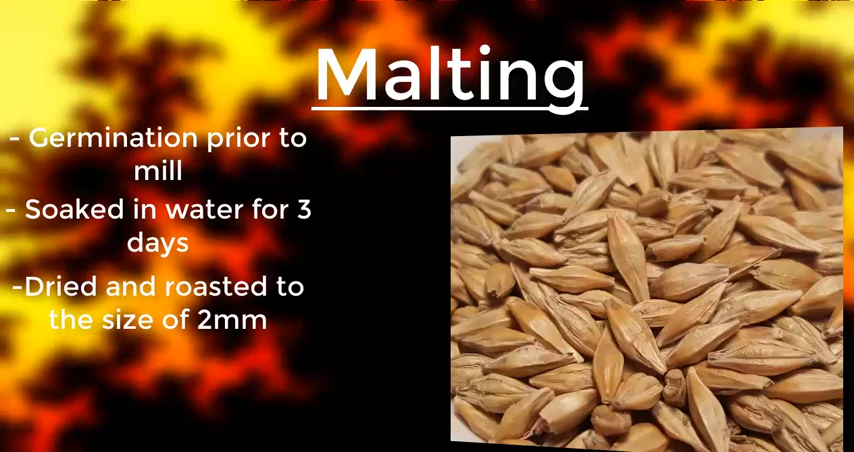 Malting
- Germination prior to
mill
- Soaked in water for 3
days
-Dried and roasted to
the size of 2mm